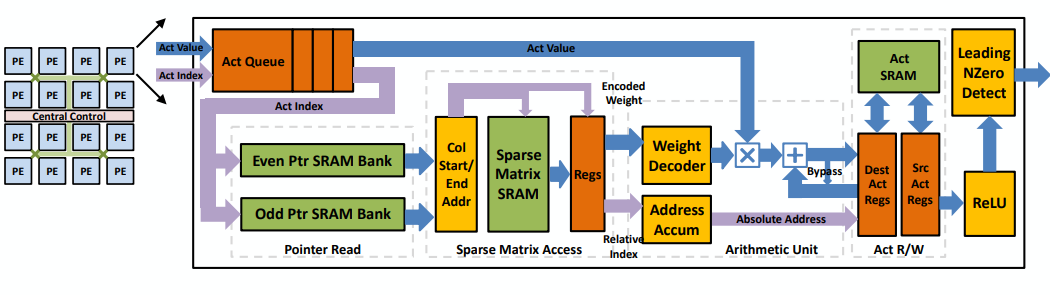 PE PE PE PE
PE PE PE PE
Central Control
PE PE PE PE
PE PE PE PE
Act Value
Act Index
Act Queue
Act Value
Act Index
Even Ptr SRAM Bank
Odd Ptr SRAM Bank
Pointer Read
Col
Start/
End
Addr
Sparse
Matrix
SRAM
Regs
Sparse Matrix Access
Encoded
Weight
Relative
Index
Weight
Decoder
Address
Accum
Bypass
Absolute Address
Arithmetic Unit
Act
SRAM
Dest
Act
Regs
Src
Act
Regs
Act R/W
Leading
NZero
Detect
ReLU